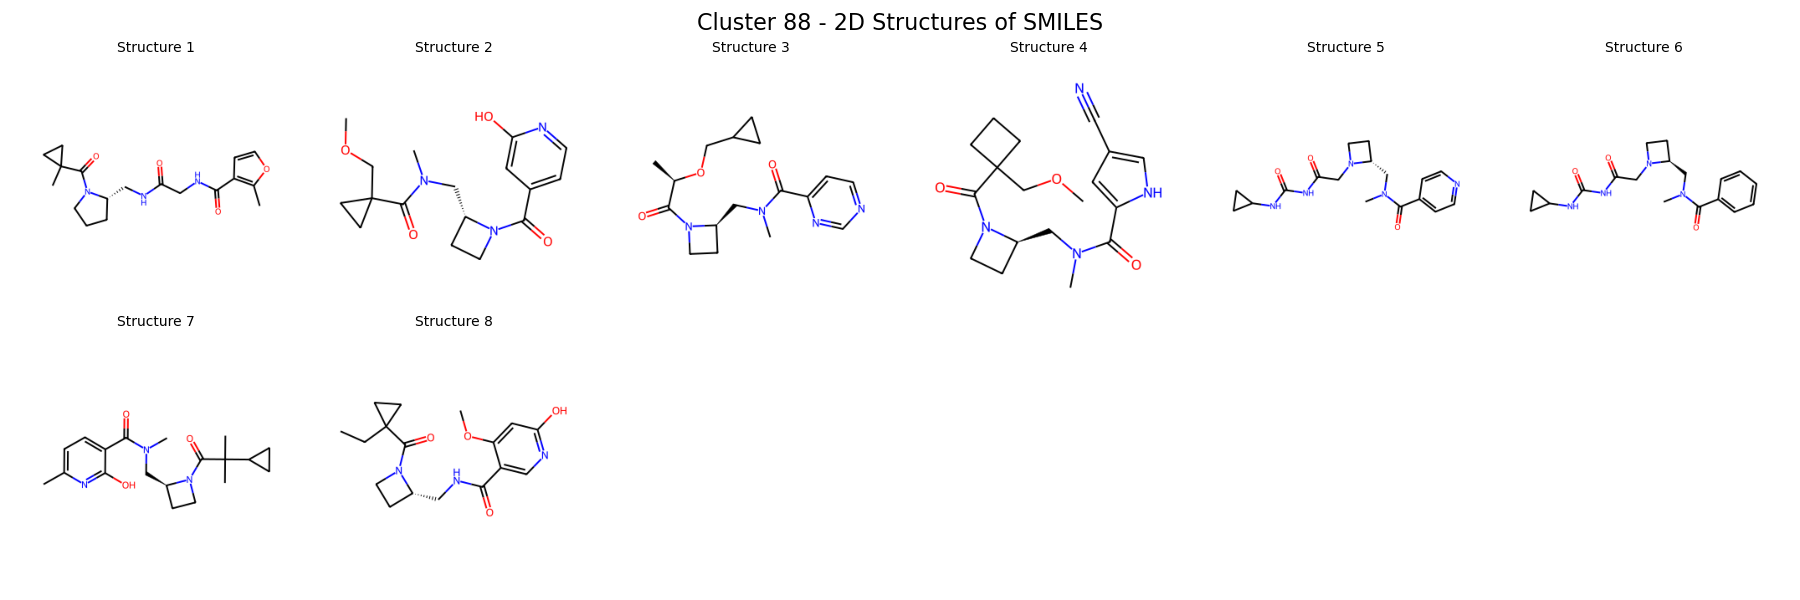 Cluster 88 - 2D Structures of SMILES
Structure 1
Structure 2
Structure 3
Structure 4
Structure 5
Structure 6
O
N
N
H
O
H
N
O
O
O
N
O
HO
N
N
O
O
O
N
N
O
N
N
O
N
O
N
O
NH
N
O
N
O
NH
O
NH
N
N
O
N
O
NH
O
NH
N
N
O
Structure 7
Structure 8
O
N
N
OH
O
N
O
N
H
N
O
O
OH
N